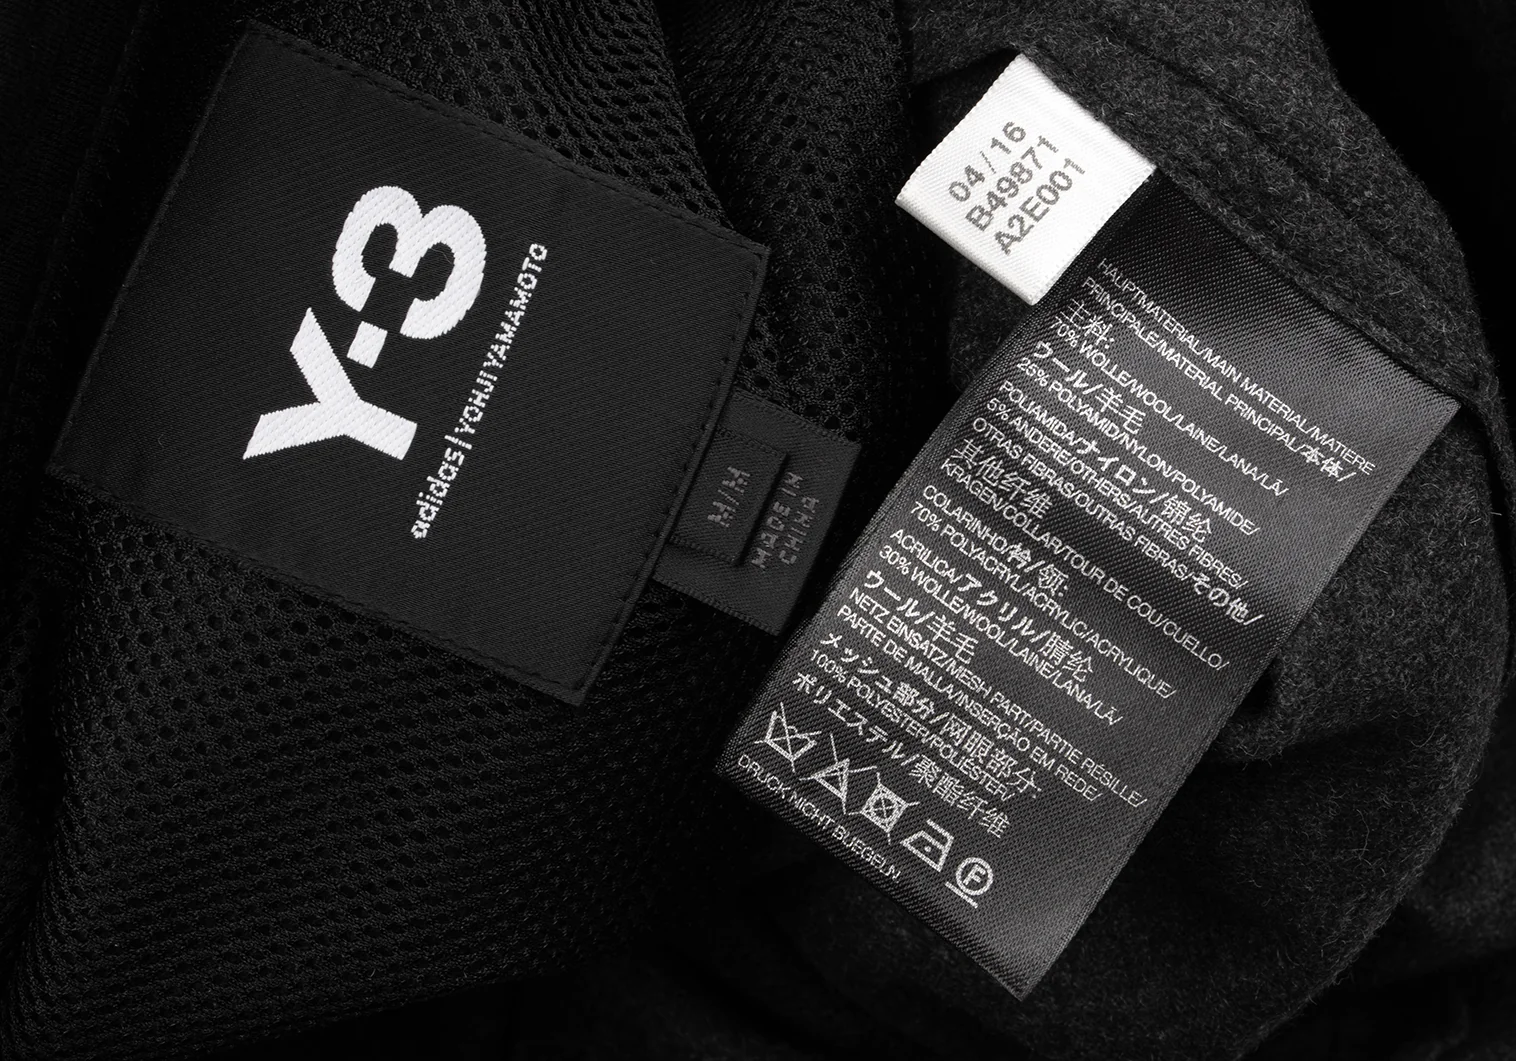 Y-3
adidas | YOHJI YAMAMOTO
M/M
MADE IN
CHINA
04/16
B49871
A2E001
HAUPTMATERIAL/MAIN MATERIAL/MATIERE
PRINCIPALE/MATERIAL PRINCIPAL/本体/
主料:
70% WOLLE/WOOL/LAINE/LANA/LÃ/
ウール/羊毛
25% POLYAMID/NYLON/POLYAMIDE/
POLIAMIDA/ナイロン/锦纶
5% ANDERE/OTHERS/AUTRES FIBRES/
OTRAS FIBRAS/OUTRAS FIBRAS/その他/
其他纤维
KRAGEN/COLLAR/TOUR DE COU/CUELLO/
COLARINHO/衿/领:
70% POLYACRYL/ACRYLIC/ACRYLIQUE/
ACRILICA/アクリル/腈纶
30% WOLLE/WOOL/LAINE/LANA/LÃ/
ウール/羊毛
NETZ EINSATZ/MESH PART/PARTIE RÉSILLE/
PARTE DE MALLA/INSERÇÃO EM REDE/
メッシュ部分/网眼部分:
100% POLYESTER/POLIÉSTER/
ポリエステル/聚酯纤维
F
DRUCK NICHT BUEGELN